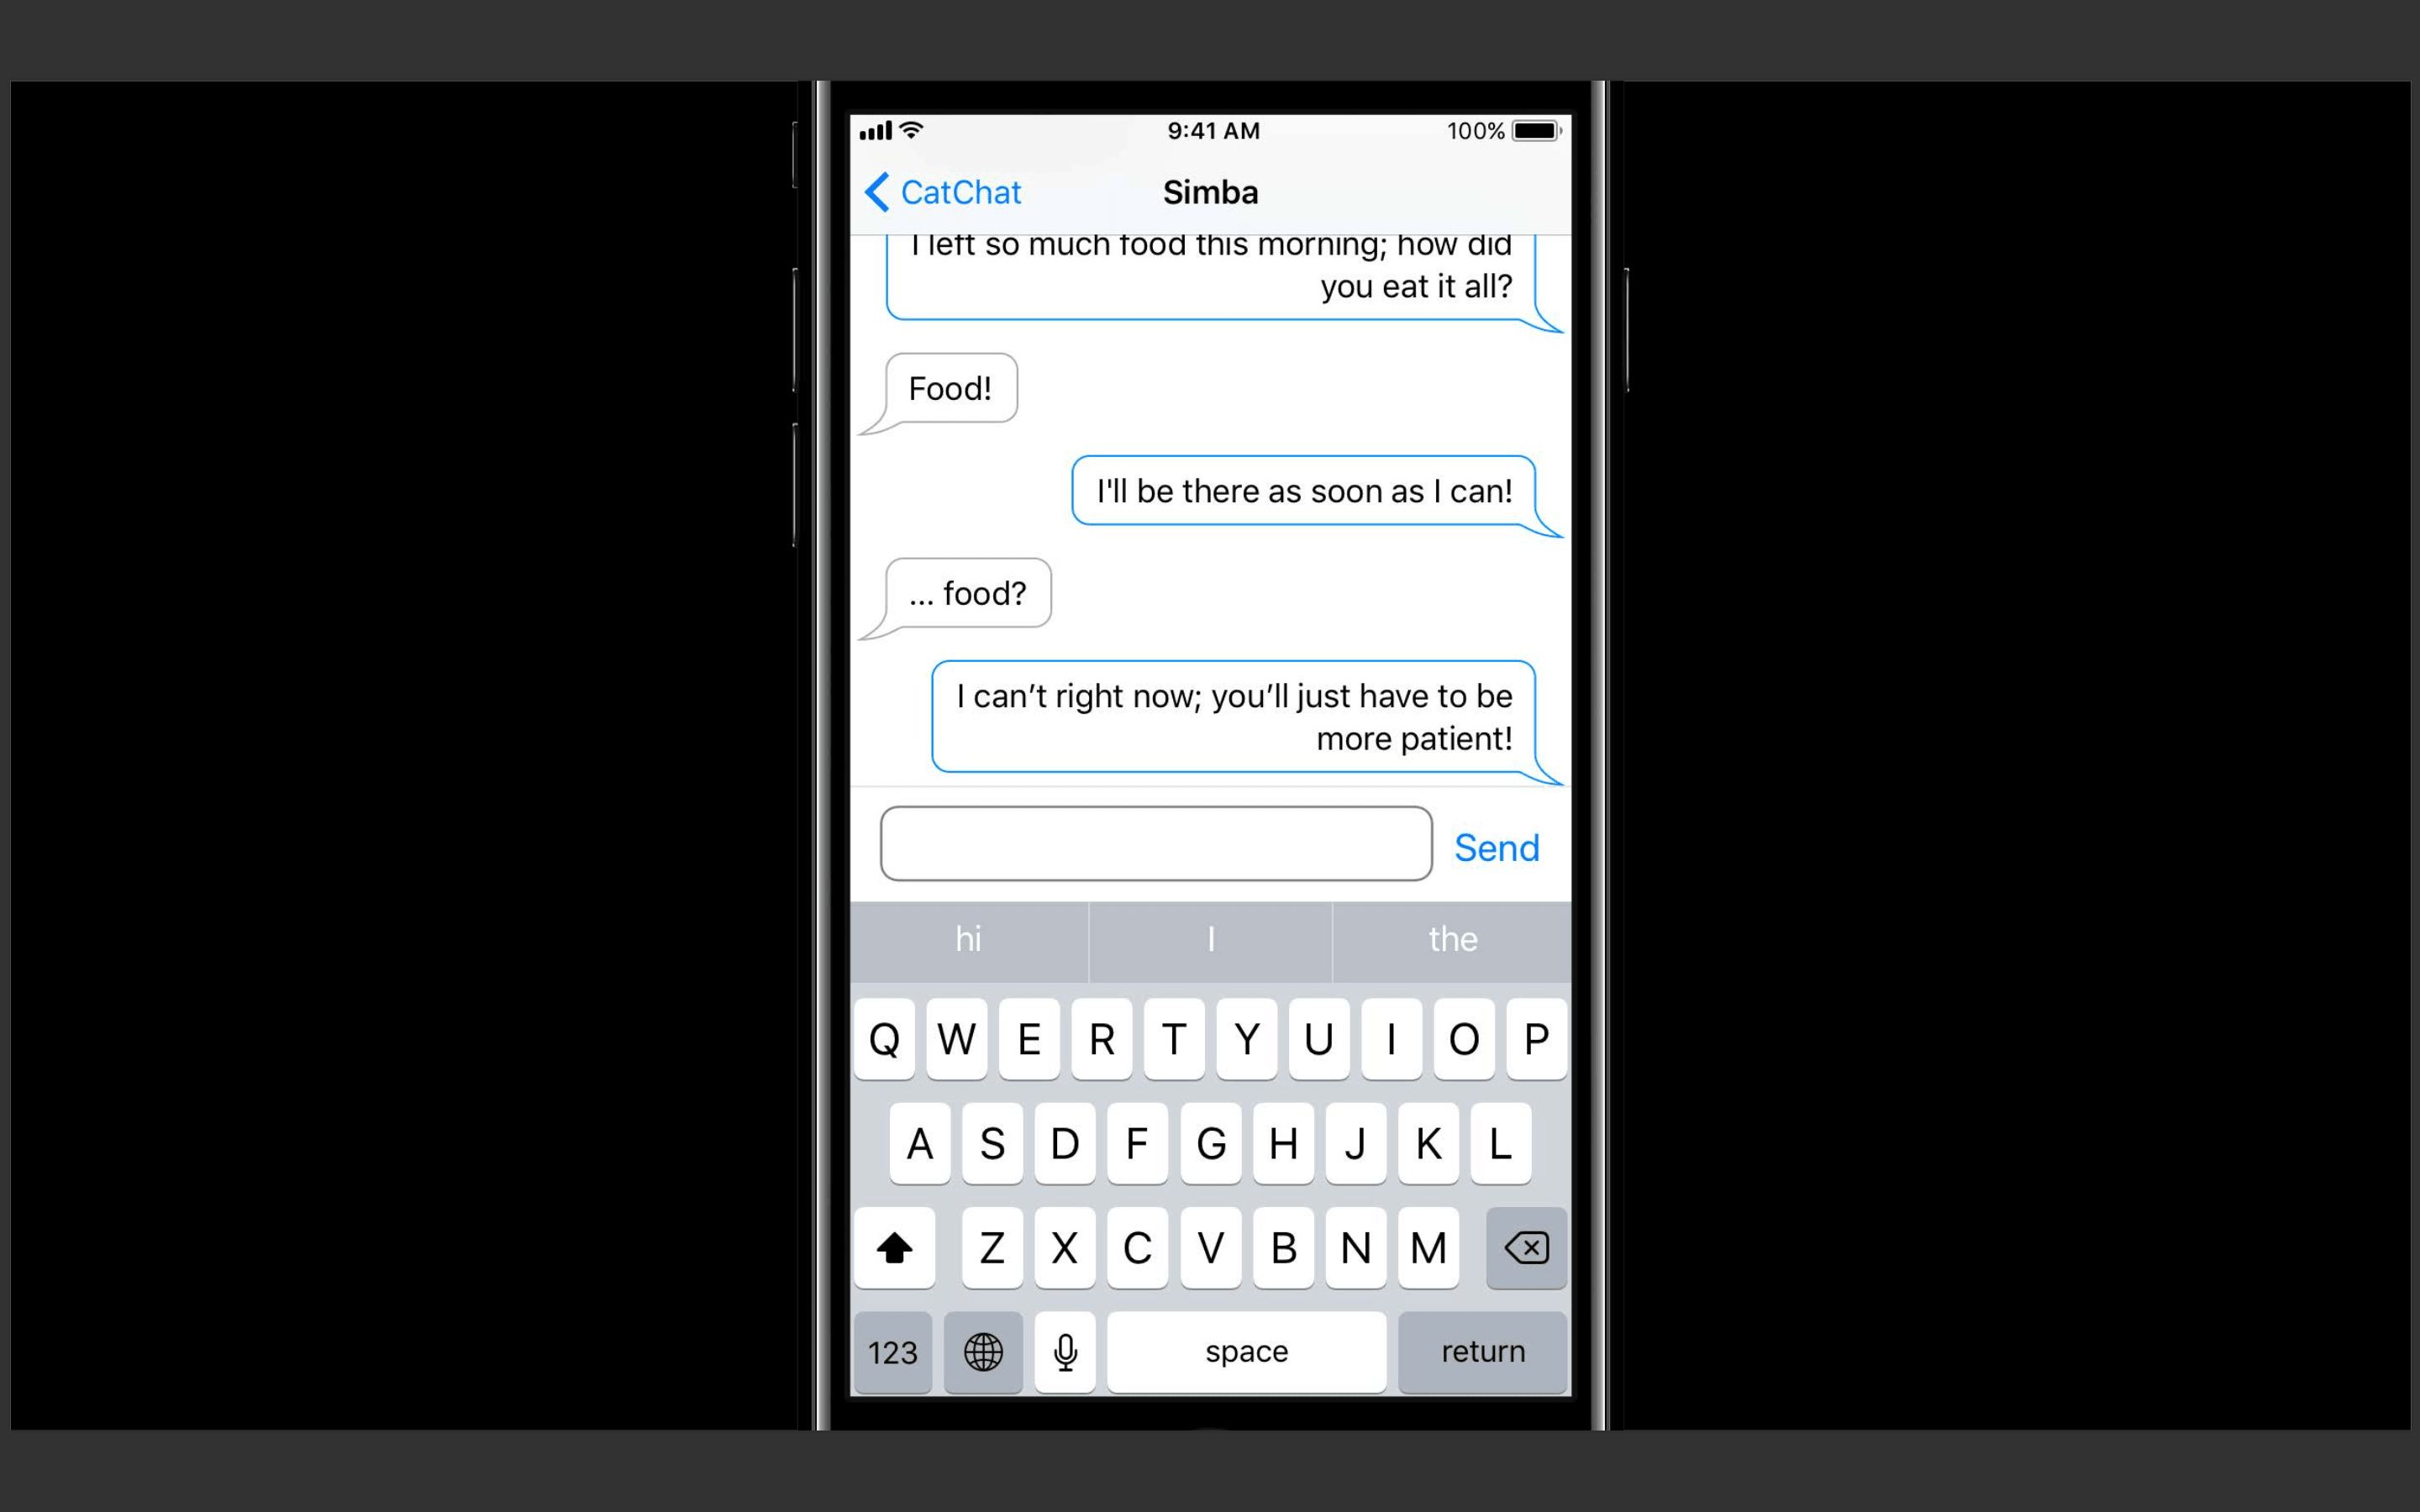 9:41 AM
100%
CatChat
Simba
I left so much food this morning; how did
you eat it all?
Food!
I'll be there as soon as I can!
... food?
I can’t right now; you’ll just have to be
more patient!
Send
hi
I
the
Q W E R T Y U I O P
A S D F G H J K L
Z X C V B N M
123
space
return